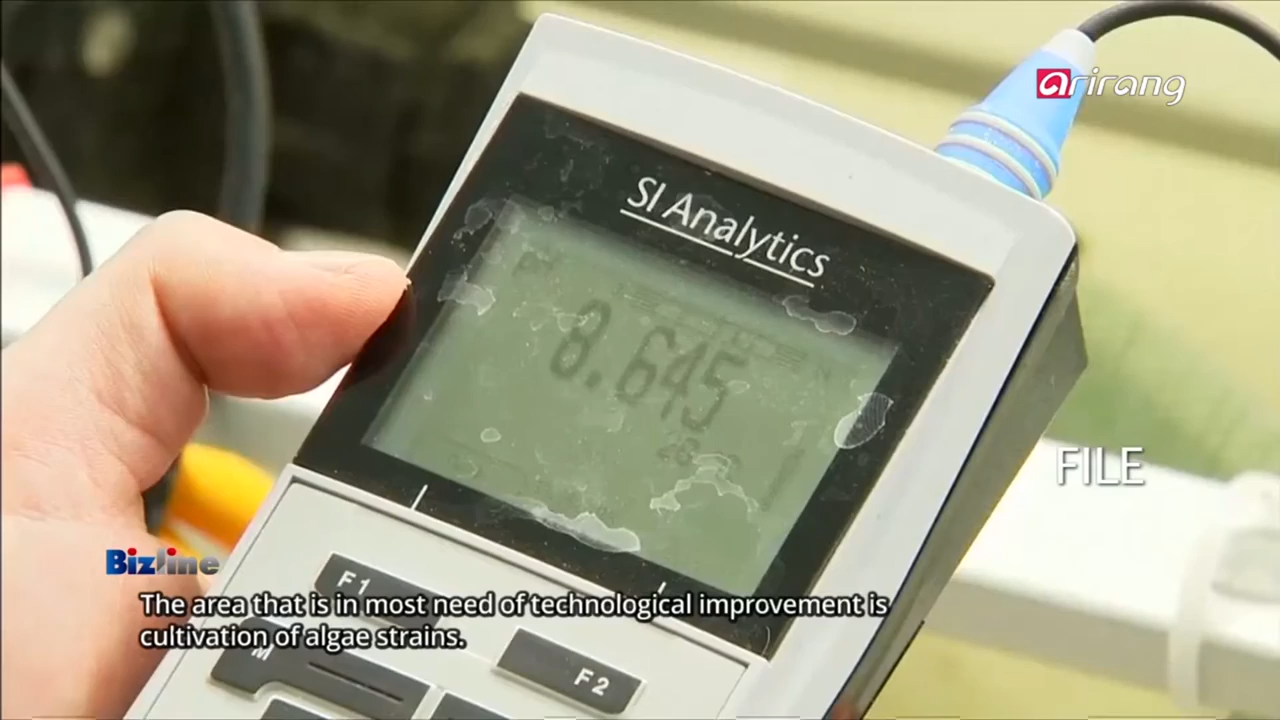 arirang
SI Analytics
8.645
FILE
Bizline
F1
The area that is in most need of technological improvement is
cultivation of algae strains.
M
F2